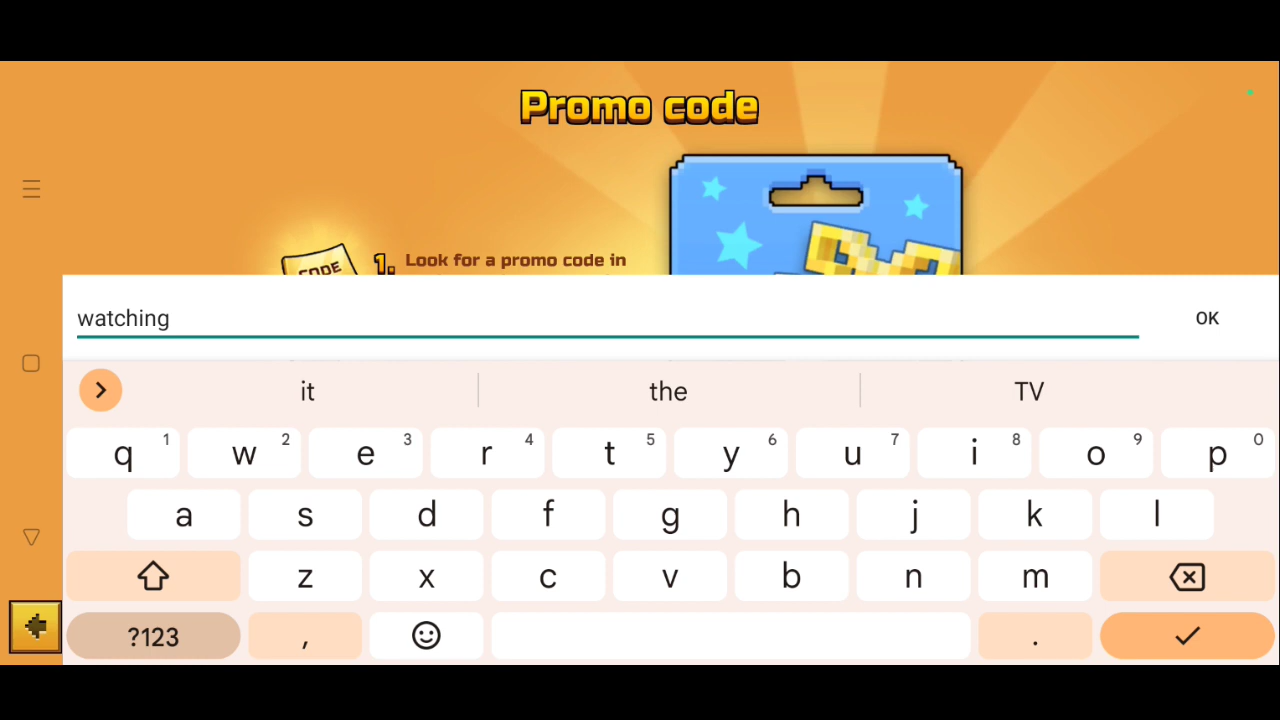 Promo code
CODE
1. Look for a promo code in
watching
OK
it the TV
q 1 w 2 e 3 r 4 t 5 y 6 u 7 i 8 o 9 p 0
a s d f g h j k l
z x c v b n m
?123 , .